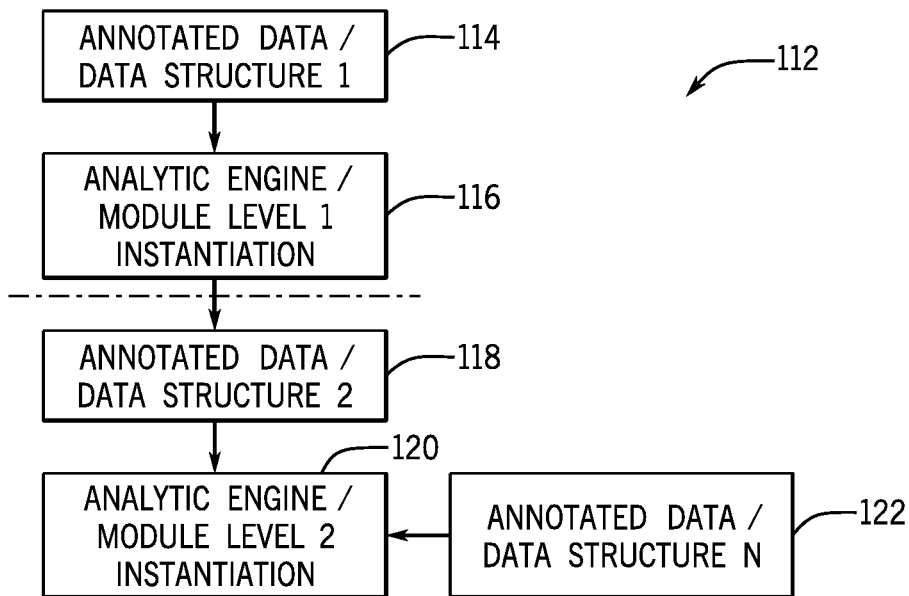 ANNOTATED DATA /
DATA STRUCTURE 1
114
112
ANALYTIC ENGINE /
MODULE LEVEL 1
INSTANTIATION
116
ANNOTATED DATA /
DATA STRUCTURE 2
118
120
ANALYTIC ENGINE /
MODULE LEVEL 2
INSTANTIATION
ANNOTATED DATA /
DATA STRUCTURE N
122